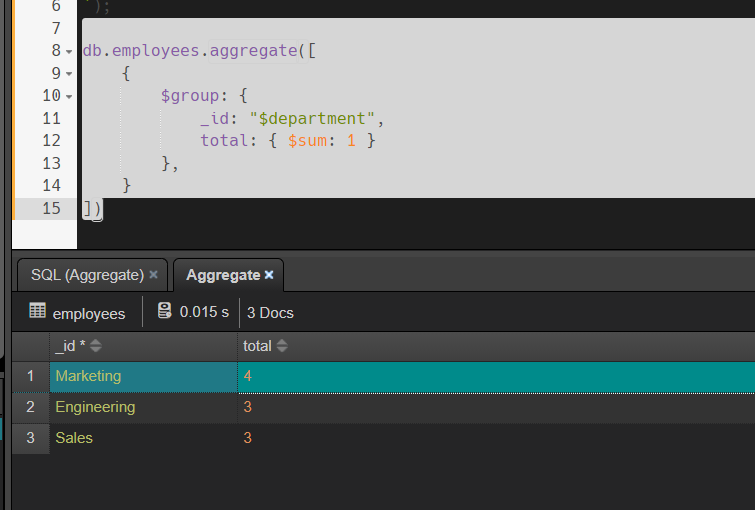 6 `);
7
8 db.employees.aggregate([
9 {
10 $group: {
11 _id: "$department",
12 total: { $sum: 1 }
13 },
14 }
15 ])
SQL (Aggregate) × Aggregate ×
employees 0.015 s 3 Docs
_id * total
1 Marketing 4
2 Engineering 3
3 Sales 3